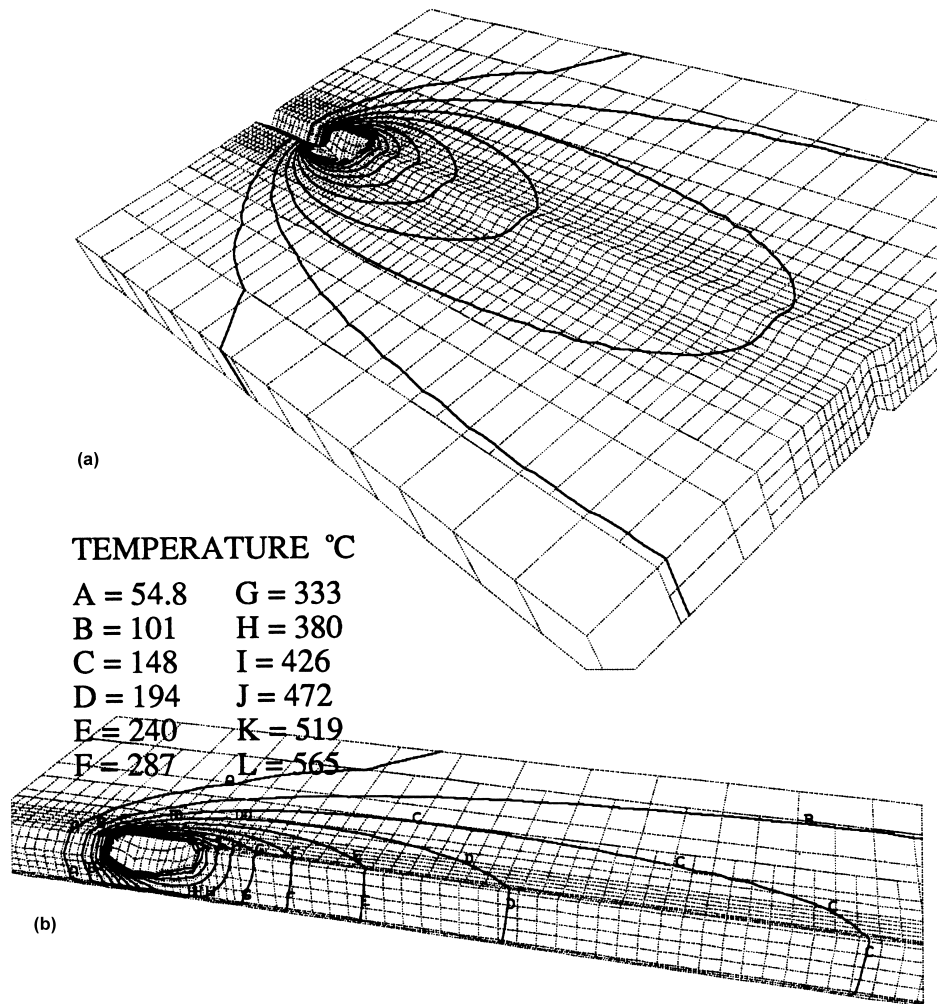 (a)
TEMPERATURE °C
A = 54.8 G = 333
B = 101 H = 380
C = 148 I = 426
D = 194 J = 472
E = 240 K = 519
F = 287 L = 565
B
C
C
C
D
(b)